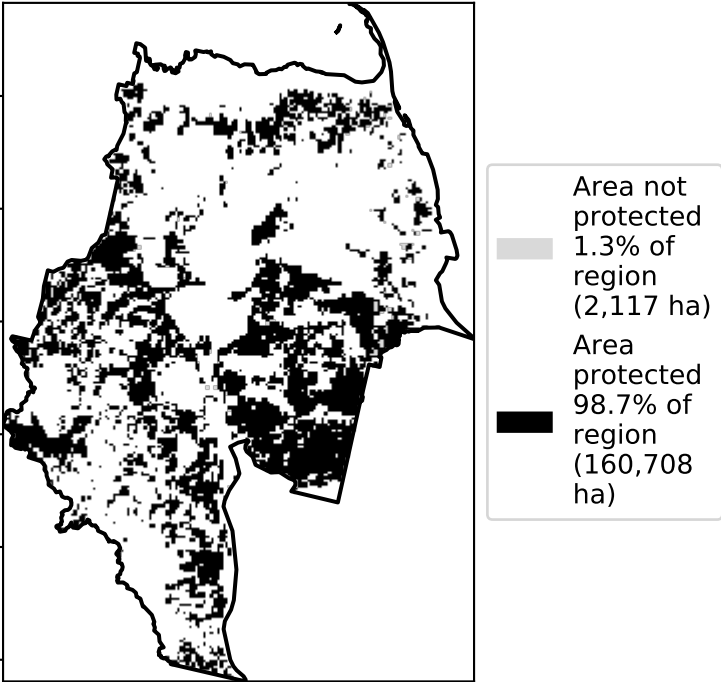 Area not
protected
1.3% of
region
(2,117 ha)
Area
protected
98.7% of
region
(160,708
ha)